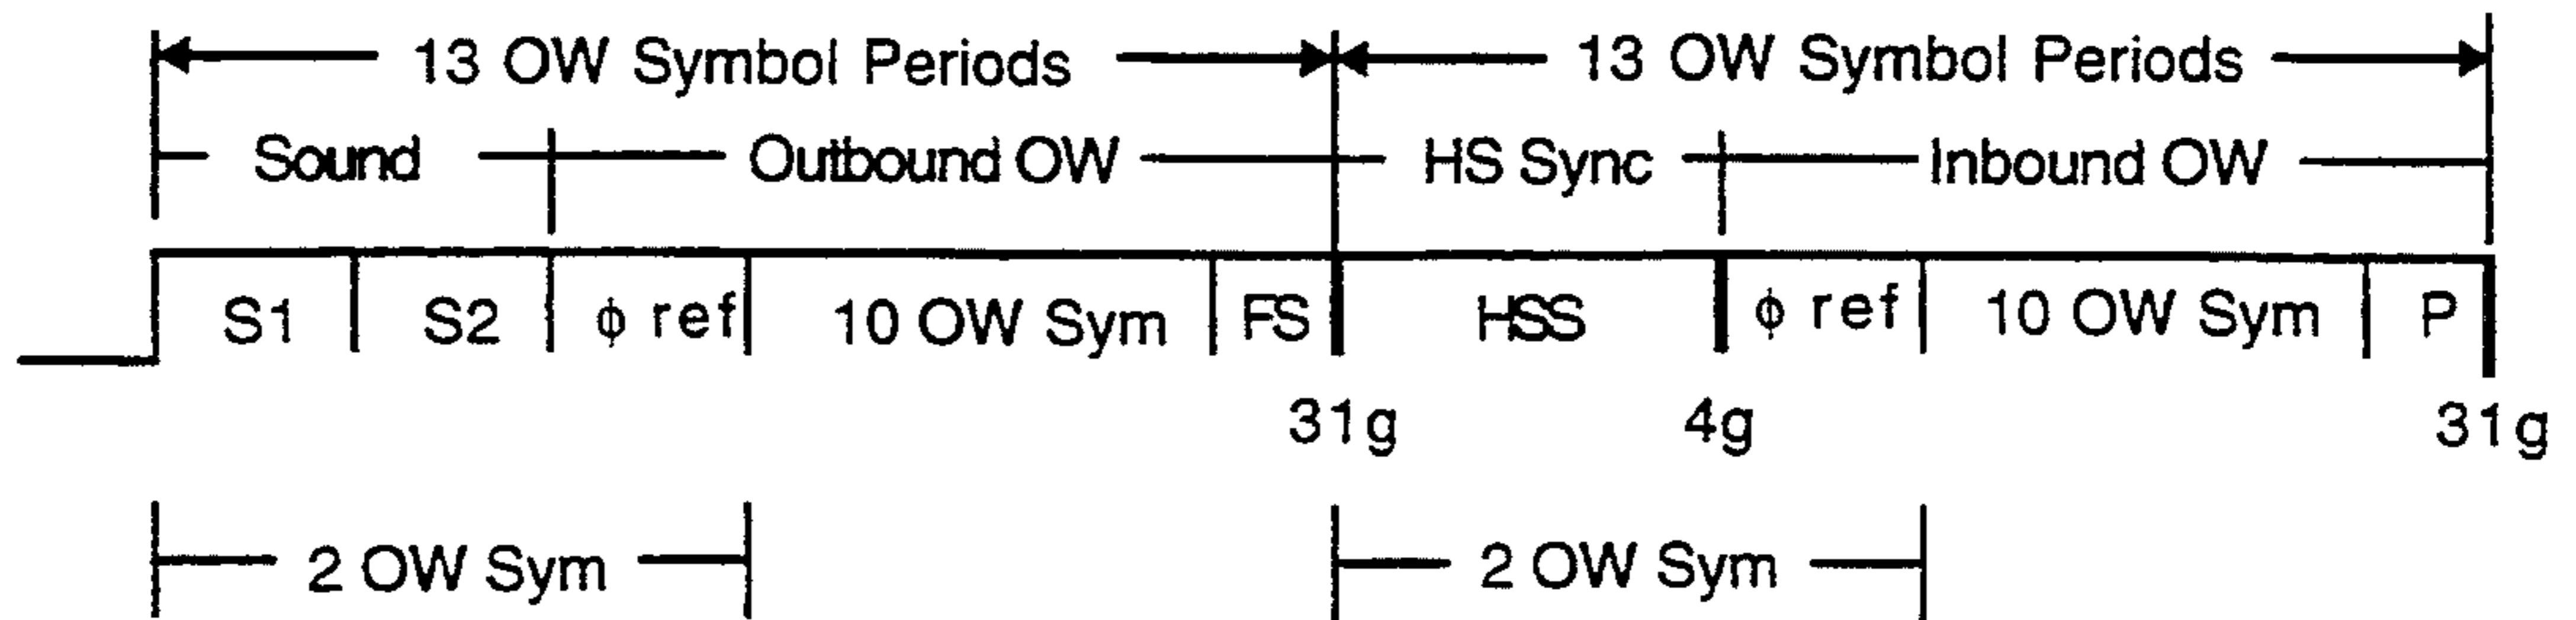 13 OW Symbol Periods 13 OW Symbol Periods
Sound Outbound OW HS Sync Inbound OW
S1 S2 ϕ ref 10 OW Sym FS HSS ϕ ref 10 OW Sym P
31g 4g 31g
2 OW Sym 2 OW Sym